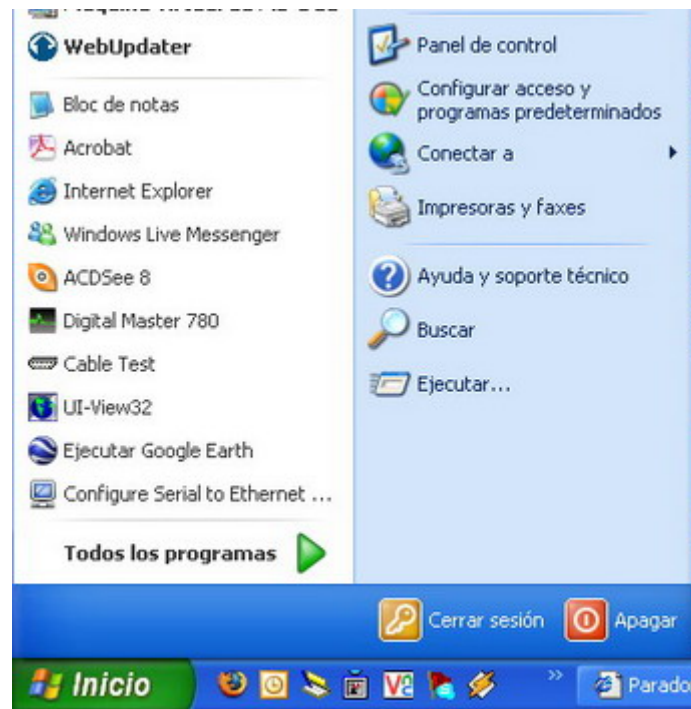 WebUpdater
Bloc de notas
Acrobat
Internet Explorer
Windows Live Messenger
ACDSee 8
Digital Master 780
Cable Test
UI-View32
Ejecutar Google Earth
Configure Serial to Ethernet ...
Todos los programas
Panel de control
Configurar acceso y
programas predeterminados
Conectar a
Impresoras y faxes
Ayuda y soporte técnico
Buscar
Ejecutar...
Cerrar sesión
Apagar
Inicio
V2
Parado